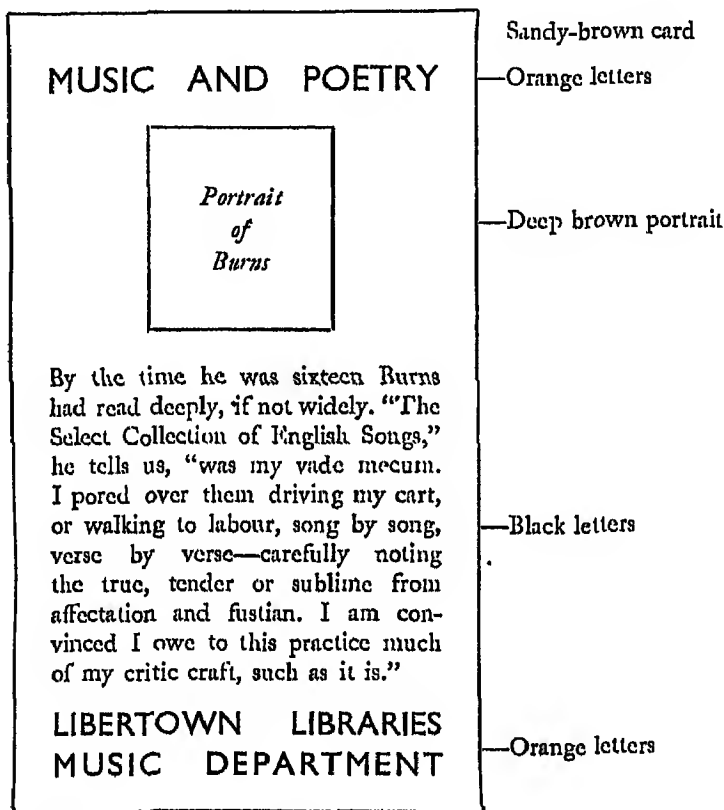 Sandy-brown card
MUSIC AND POETRY
Orange letters
Portrait
of
Burns
Deep brown portrait
By the time he was sixteen Burns
had read deeply, if not widely. “The
Select Collection of English Songs,”
he tells us, “was my vade mecum.
I pored over them driving my cart,
or walking to labour, song by song,
verse by verse—carefully noting
the true, tender or sublime from
affectation and fustian. I am con-
vinced I owe to this practice much
of my critic craft, such as it is.”
Black letters
LIBERTOWN LIBRARIES
MUSIC DEPARTMENT
Orange letters